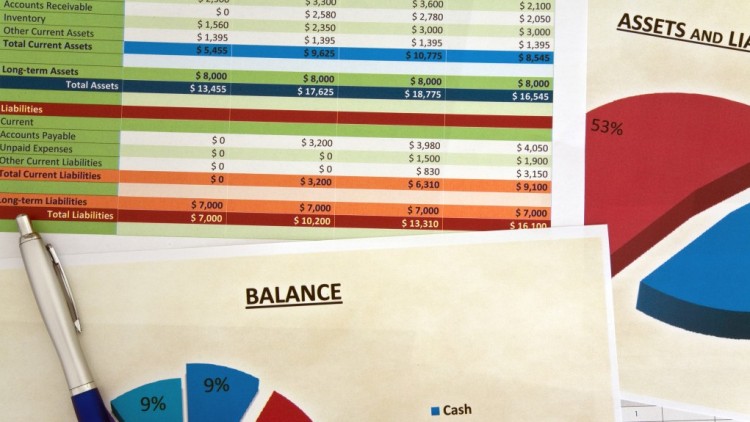 $ 2,500 $ 3,300 $ 3,600 $ 2,100
Accounts Receivable $ 0 $ 2,580 $ 2,780 $ 2,050
Inventory $ 1,560 $ 2,350 $ 3,000 $ 3,000
Other Current Assets $ 1,395 $ 1,395 $ 1,395 $ 1,395
Total Current Assets $ 5,455 $ 9,625 $ 10,775 $ 8,545
Long-term Assets $ 8,000 $ 8,000 $ 8,000 $ 8,000
Total Assets $ 13,455 $ 17,625 $ 18,775 $ 16,545
Liabilities
Current
Accounts Payable $ 0 $ 3,200 $ 3,980 $ 4,050
Unpaid Expenses $ 0 $ 0 $ 1,500 $ 1,900
Other Current Liabilities $ 0 $ 0 $ 830 $ 3,150
Total Current Liabilities $ 0 $ 3,200 $ 6,310 $ 9,100
Long-term Liabilities $ 7,000 $ 7,000 $ 7,000 $ 7,000
Total Liabilities $ 7,000 $ 10,200 $ 13,310 $ 16,100
ASSETS AND LIA
53%
BALANCE
9%
9%
Cash
1